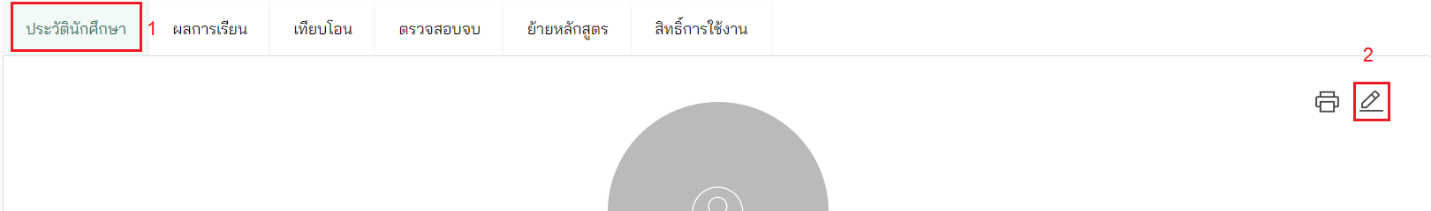 ประวัตินักศึกษา 1 ผลการเรียน เทียบโอน ตรวจสอบจบ ย้ายหลักสูตร สิทธิ์การใช้งาน
2